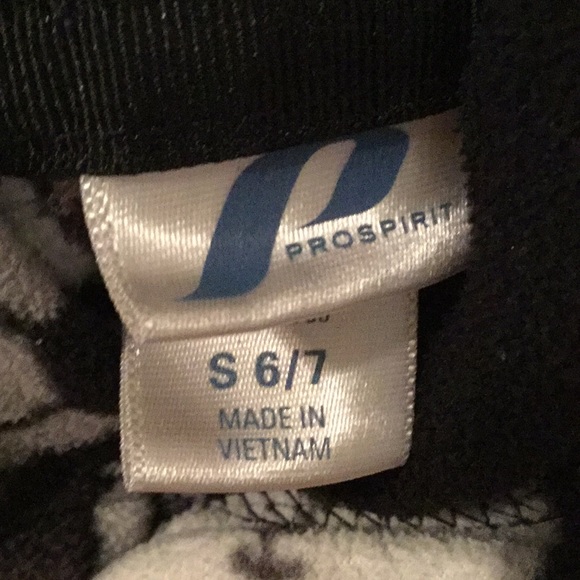 PROSPIRIT
S 6/7
MADE IN
VIETNAM